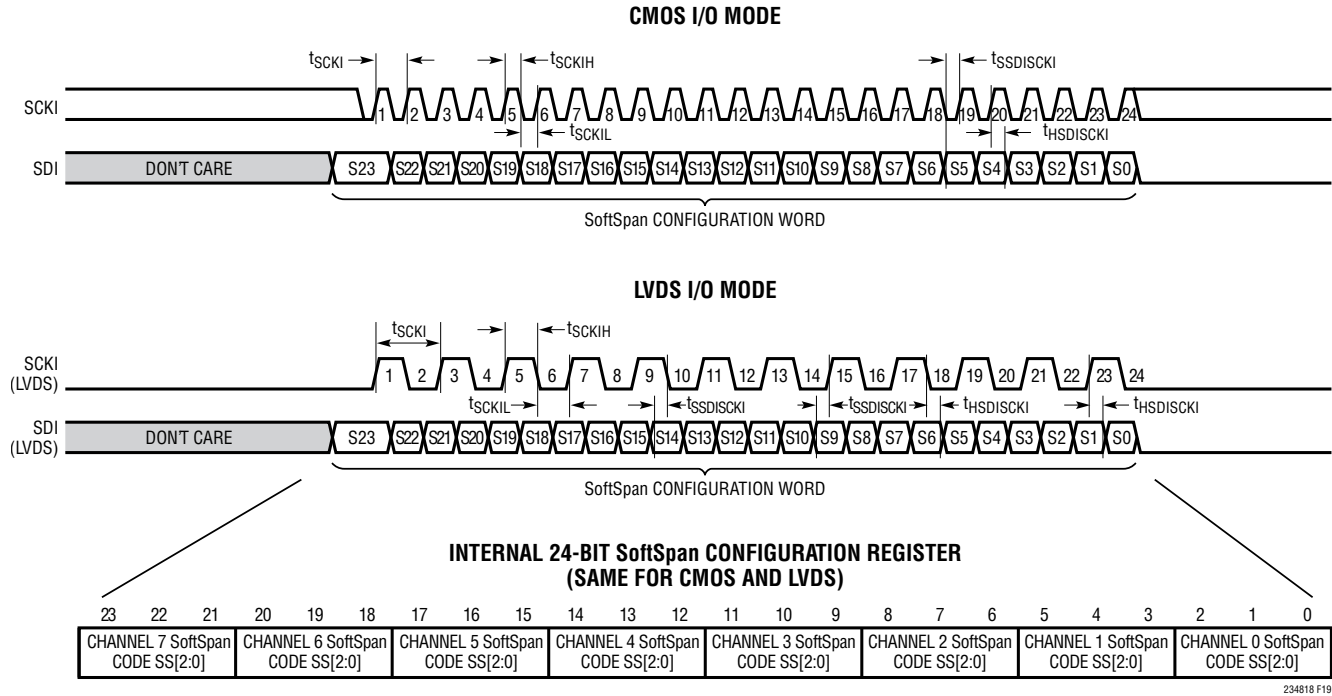 CMOS I/O MODE
tSCKI tSCKIH tSSDISCKI
SCKI 1 2 3 4 5 6 7 8 9 10 11 12 13 14 15 16 17 18 19 20 21 22 23 24
tSCKIL tHSDISCKI
SDI DON'T CARE S23 S22 S21 S20 S19 S18 S17 S16 S15 S14 S13 S12 S11 S10 S9 S8 S7 S6 S5 S4 S3 S2 S1 S0
SoftSpan CONFIGURATION WORD
LVDS I/O MODE
tSCKI tSCKIH
SCKI
(LVDS)
1 2 3 4 5 6 7 8 9 10 11 12 13 14 15 16 17 18 19 20 21 22 23 24
tSCKIL tSSDISCKI tSSDISCKI tHSDISCKI tHSDISCKI
SDI
(LVDS)
DON'T CARE S23 S22 S21 S20 S19 S18 S17 S16 S15 S14 S13 S12 S11 S10 S9 S8 S7 S6 S5 S4 S3 S2 S1 S0
SoftSpan CONFIGURATION WORD
INTERNAL 24-BIT SoftSpan CONFIGURATION REGISTER
(SAME FOR CMOS AND LVDS)
23 22 21 20 19 18 17 16 15 14 13 12 11 10 9 8 7 6 5 4 3 2 1 0
CHANNEL 7 SoftSpan CHANNEL 6 SoftSpan CHANNEL 5 SoftSpan CHANNEL 4 SoftSpan CHANNEL 3 SoftSpan CHANNEL 2 SoftSpan CHANNEL 1 SoftSpan CHANNEL 0 SoftSpan
CODE SS[2:0] CODE SS[2:0] CODE SS[2:0] CODE SS[2:0] CODE SS[2:0] CODE SS[2:0] CODE SS[2:0] CODE SS[2:0]
234818 F19